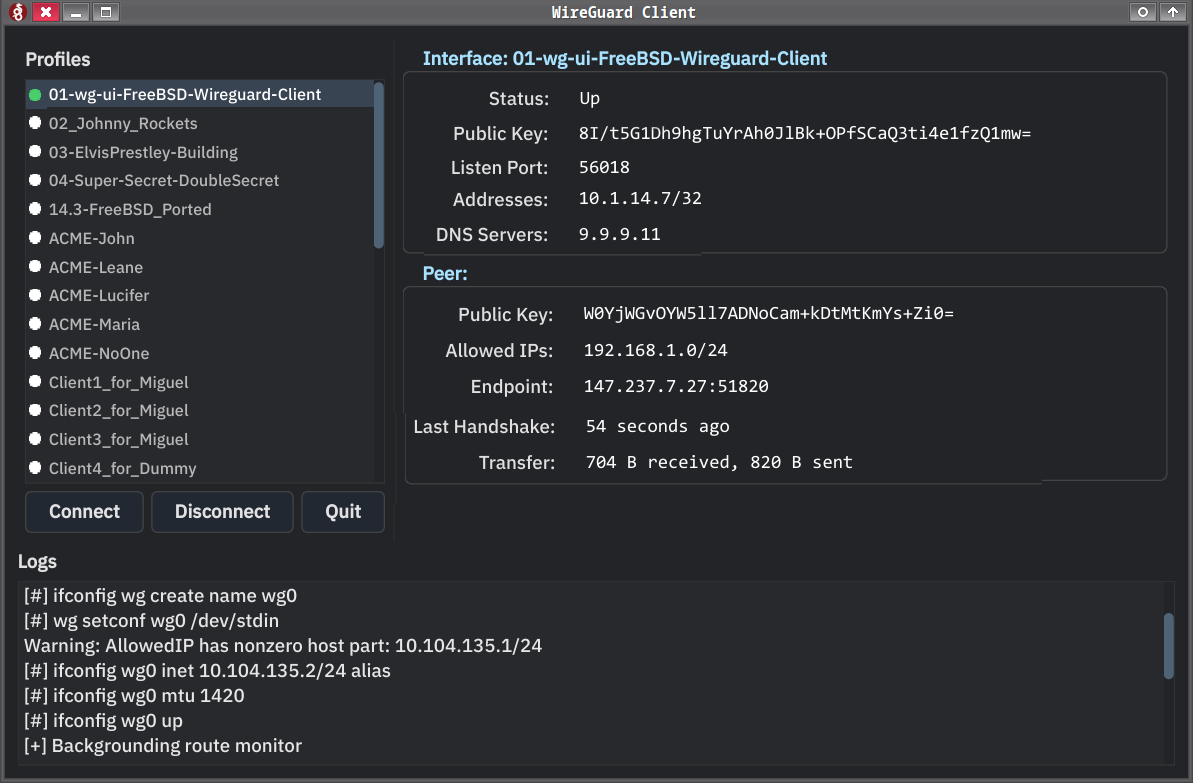 WireGuard Client
Profiles
01-wg-ui-FreeBSD-Wireguard-Client
02_Johnny_Rockets
03-ElvisPrestley-Building
04-Super-Secret-DoubleSecret
14.3-FreeBSD_Ported
ACME-John
ACME-Leane
ACME-Lucifer
ACME-Maria
ACME-NoOne
Client1_for_Miguel
Client2_for_Miguel
Client3_for_Miguel
Client4_for_Dummy
Connect Disconnect Quit
Interface: 01-wg-ui-FreeBSD-Wireguard-Client
Status: Up
Public Key: 8I/t5G1Dh9hgTuYrAh0JlBk+OPfSCaQ3ti4e1fzQ1mw=
Listen Port: 56018
Addresses: 10.1.14.7/32
DNS Servers: 9.9.9.11
Peer:
Public Key: W0YjWGvOYW5ll7ADNoCam+kDtMtKmYs+Zi0=
Allowed IPs: 192.168.1.0/24
Endpoint: 147.237.7.27:51820
Last Handshake: 54 seconds ago
Transfer: 704 B received, 820 B sent
Logs
[#] ifconfig wg create name wg0
[#] wg setconf wg0 /dev/stdin
Warning: AllowedIP has nonzero host part: 10.104.135.1/24
[#] ifconfig wg0 inet 10.104.135.2/24 alias
[#] ifconfig wg0 mtu 1420
[#] ifconfig wg0 up
[+] Backgrounding route monitor